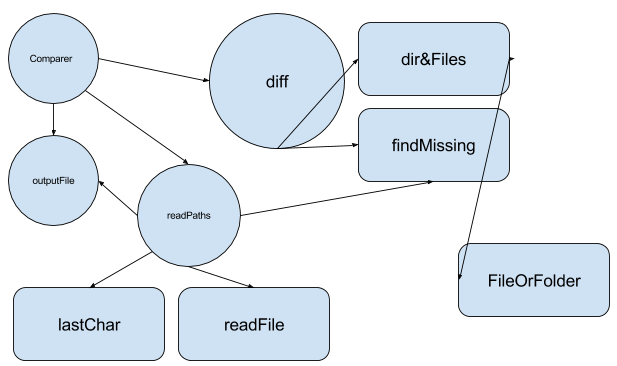 Comparer
diff
dir&Files
findMissing
outputFile
readPaths
FileOrFolder
lastChar
readFile